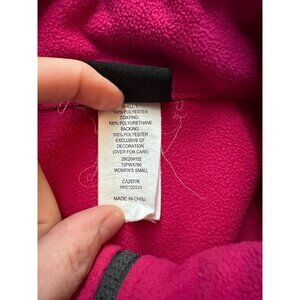 SHELL
100% POLYESTER
COATING:
100% POLYURETHANE
BACKING:
100% POLYESTER
EXCLUSIVE OF
DECORATION
(OVER FOR CARE)
WOMEN'S SMALL
MADE IN CHINA